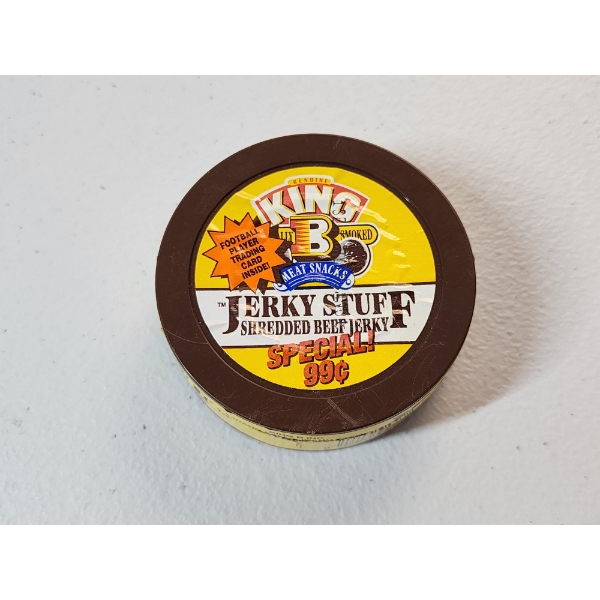 GENUINE
KING
B
SMOKED
MEAT SNACKS
FOOTBALL
PLAYER
TRADING
CARD
INSIDE!
™ JERKY STUFF
SHREDDED BEEF JERKY
SPECIAL!
99¢